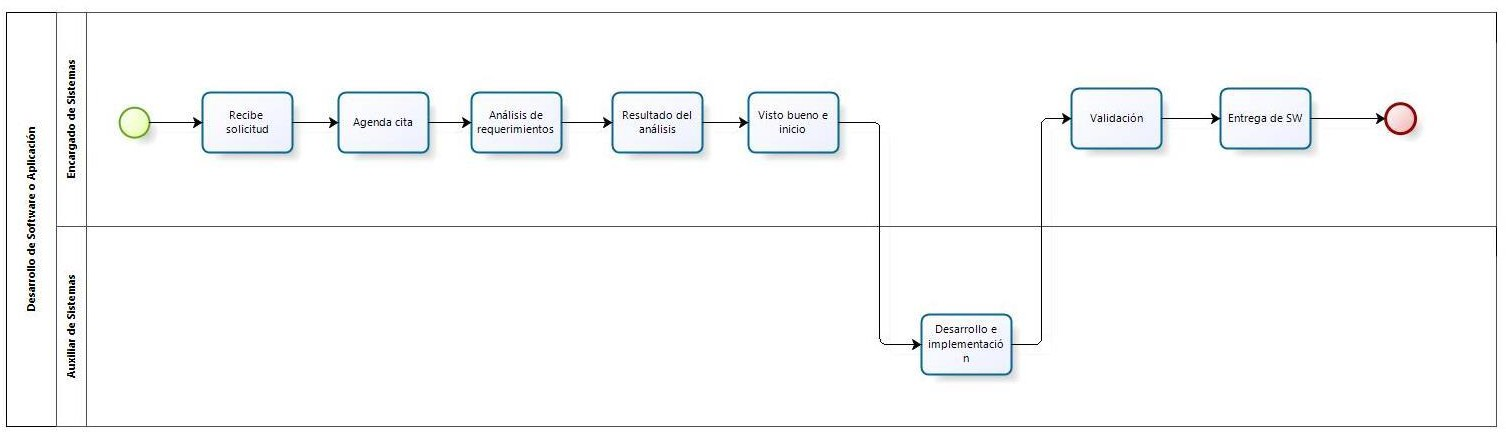 Desarrollo de Software o Aplicación
Encargado de Sistemas
Recibe
solicitud
Agenda cita
Análisis de
requerimientos
Resultado del
análisis
Visto bueno e
inicio
Validación
Entrega de SW
Auxiliar de Sistemas
Desarrollo e
implementació
n